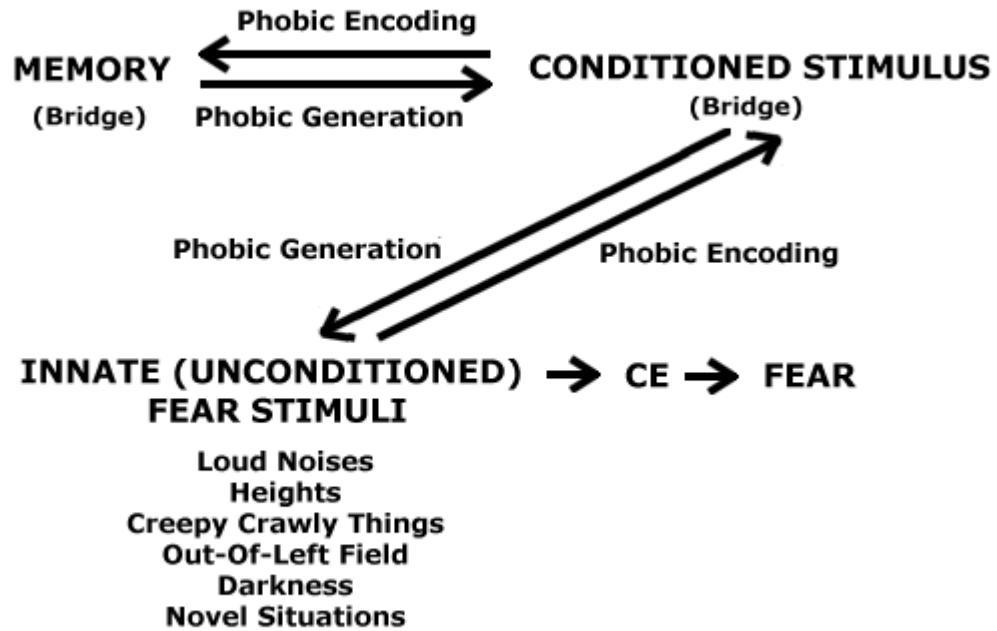 Phobic Encoding
MEMORY
(Bridge)
Phobic Generation
CONDITIONED STIMULUS
(Bridge)
Phobic Generation
Phobic Encoding
INNATE (UNCONDITIONED)
FEAR STIMULI
CE
FEAR
Loud Noises
Heights
Creepy Crawly Things
Out-Of-Left Field
Darkness
Novel Situations